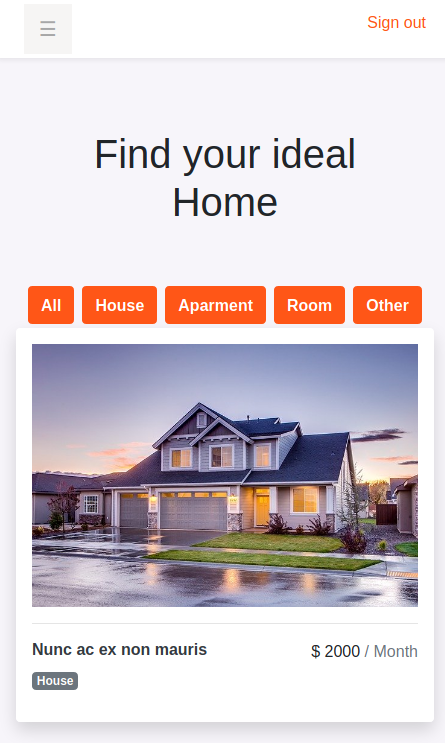 ☰ Sign out
Find your ideal
Home
All House Aparment Room Other
Nunc ac ex non mauris $ 2000 / Month
House